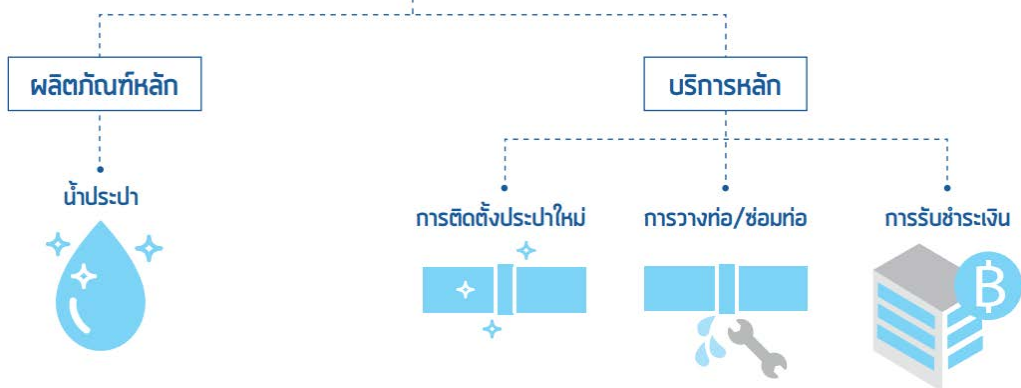 ผลิตภัณฑ์หลัก
บริการหลัก
น้ำประปา
การติดตั้งประปาใหม่
การวางท่อ/ซ่อมท่อ
การรับชำระเงิน
฿